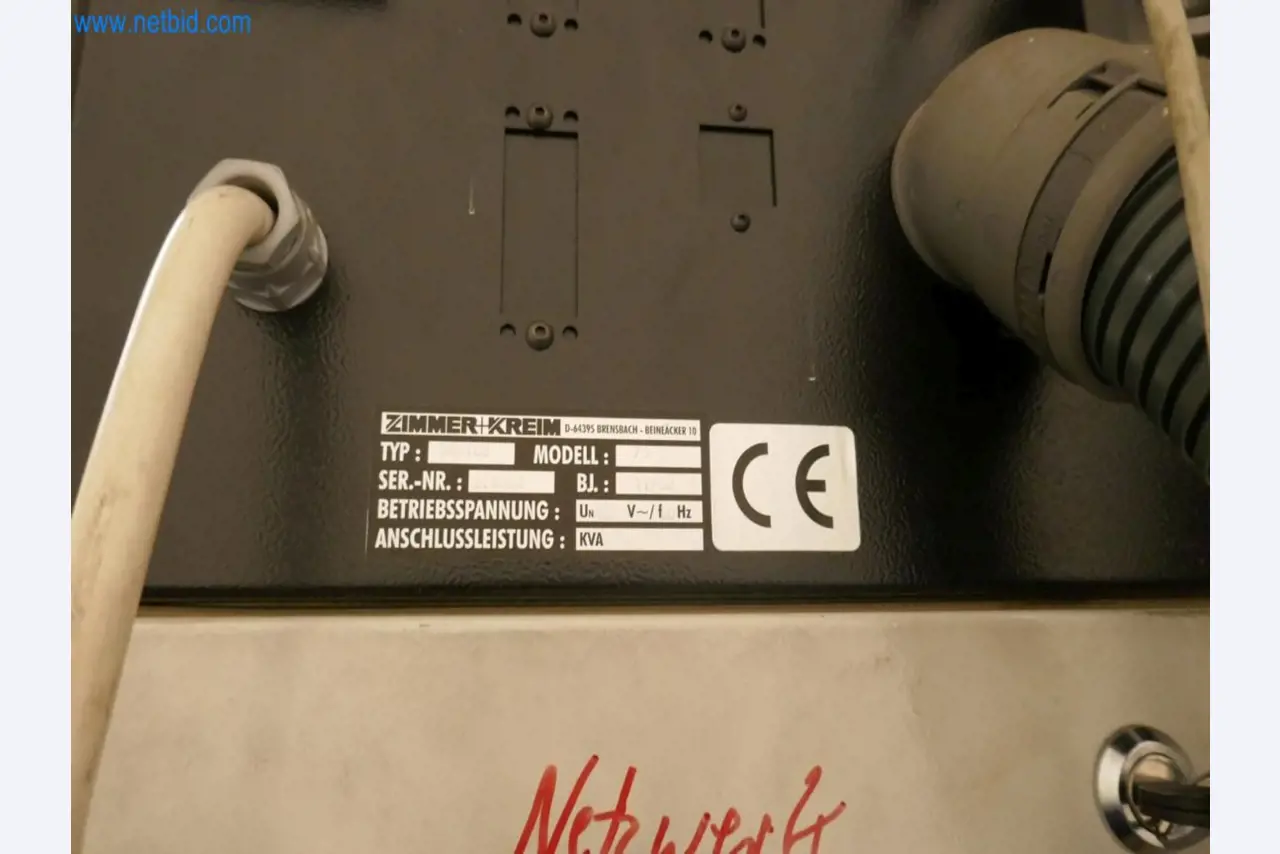 www.netbid.com
ZIMMER+KREIM D-64395 BRENSBACH - BEINEÄCKER 10
TYP : MODELL :
SER.-NR. : BJ. :
BETRIEBSSPANNUNG : UN V~/f Hz
ANSCHLUSSLEISTUNG : KVA
CE